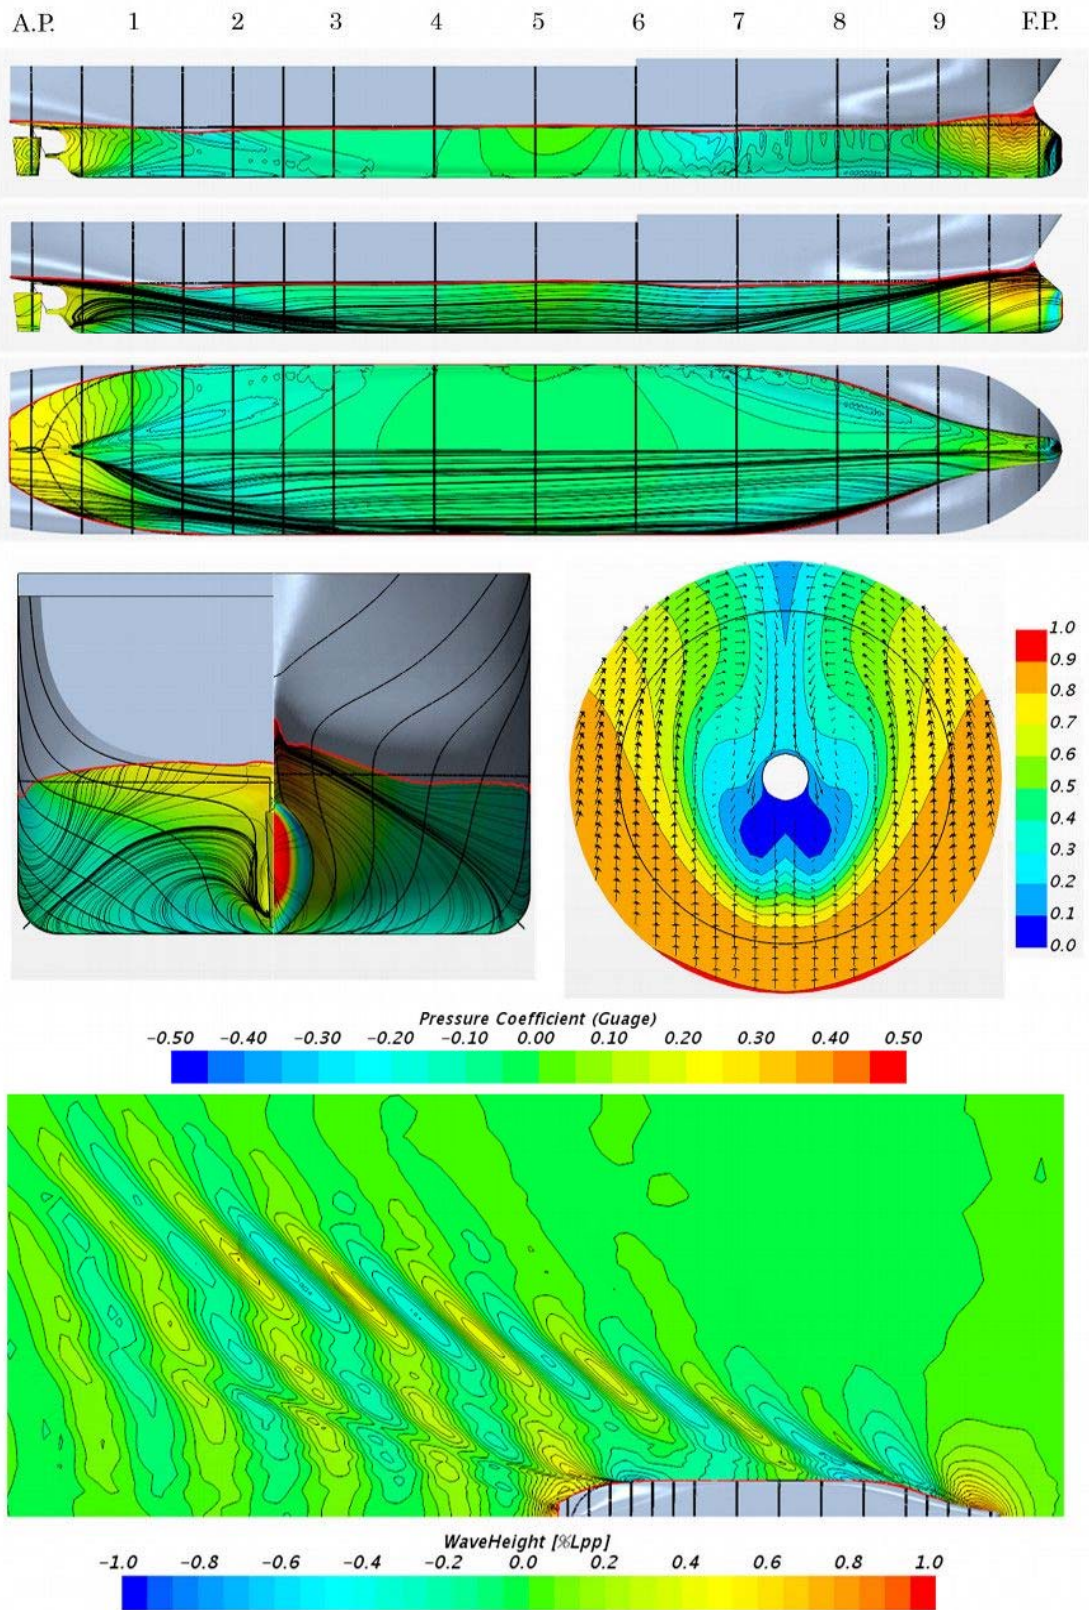 A.P. 1 2 3 4 5 6 7 8 9 F.P.
1.0
0.9
0.8
0.7
0.6
0.5
0.4
0.3
0.2
0.1
0.0
Pressure Coefficient (Guage)
-0.50 -0.40 -0.30 -0.20 -0.10 0.00 0.10 0.20 0.30 0.40 0.50
WaveHeight [%Lpp]
-1.0 -0.8 -0.6 -0.4 -0.2 0.0 0.2 0.4 0.6 0.8 1.0